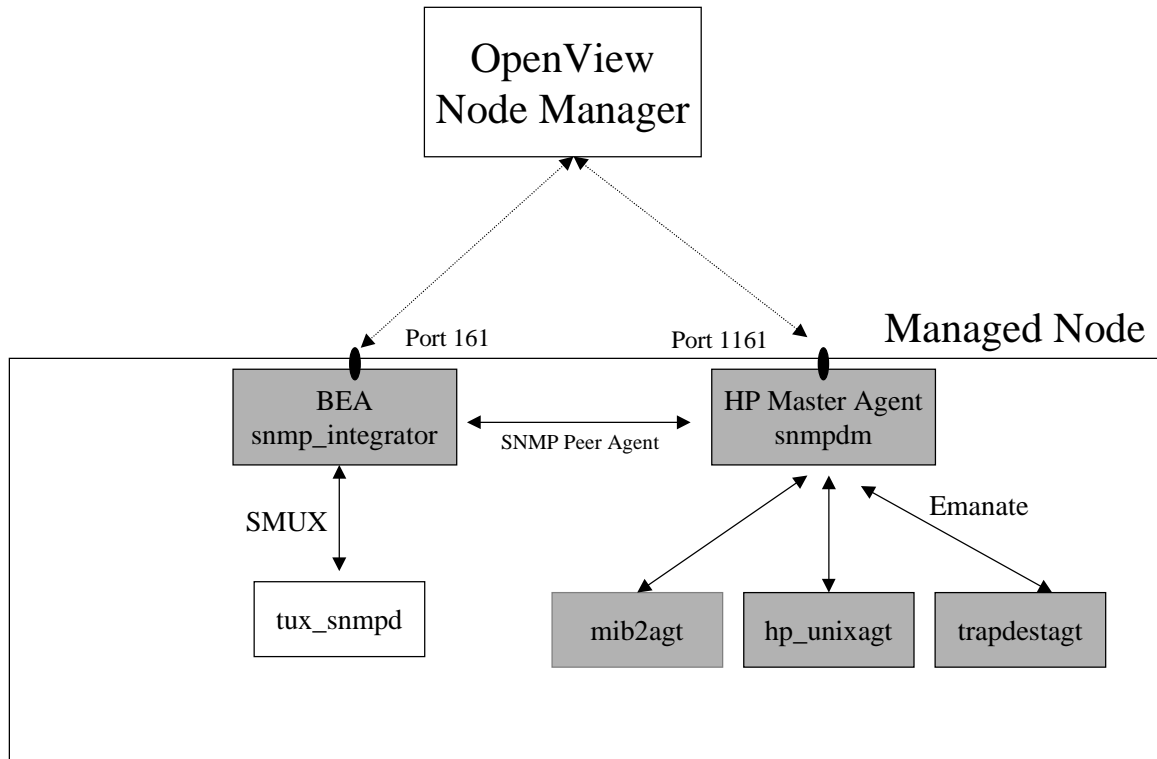 OpenView
Node Manager
Managed Node
Port 161
Port 1161
BEA
snmp_integrator
SNMP Peer Agent
HP Master Agent
snmpdm
SMUX
Emanate
tux_snmpd
mib2agt
hp_unixagt
trapdestagt